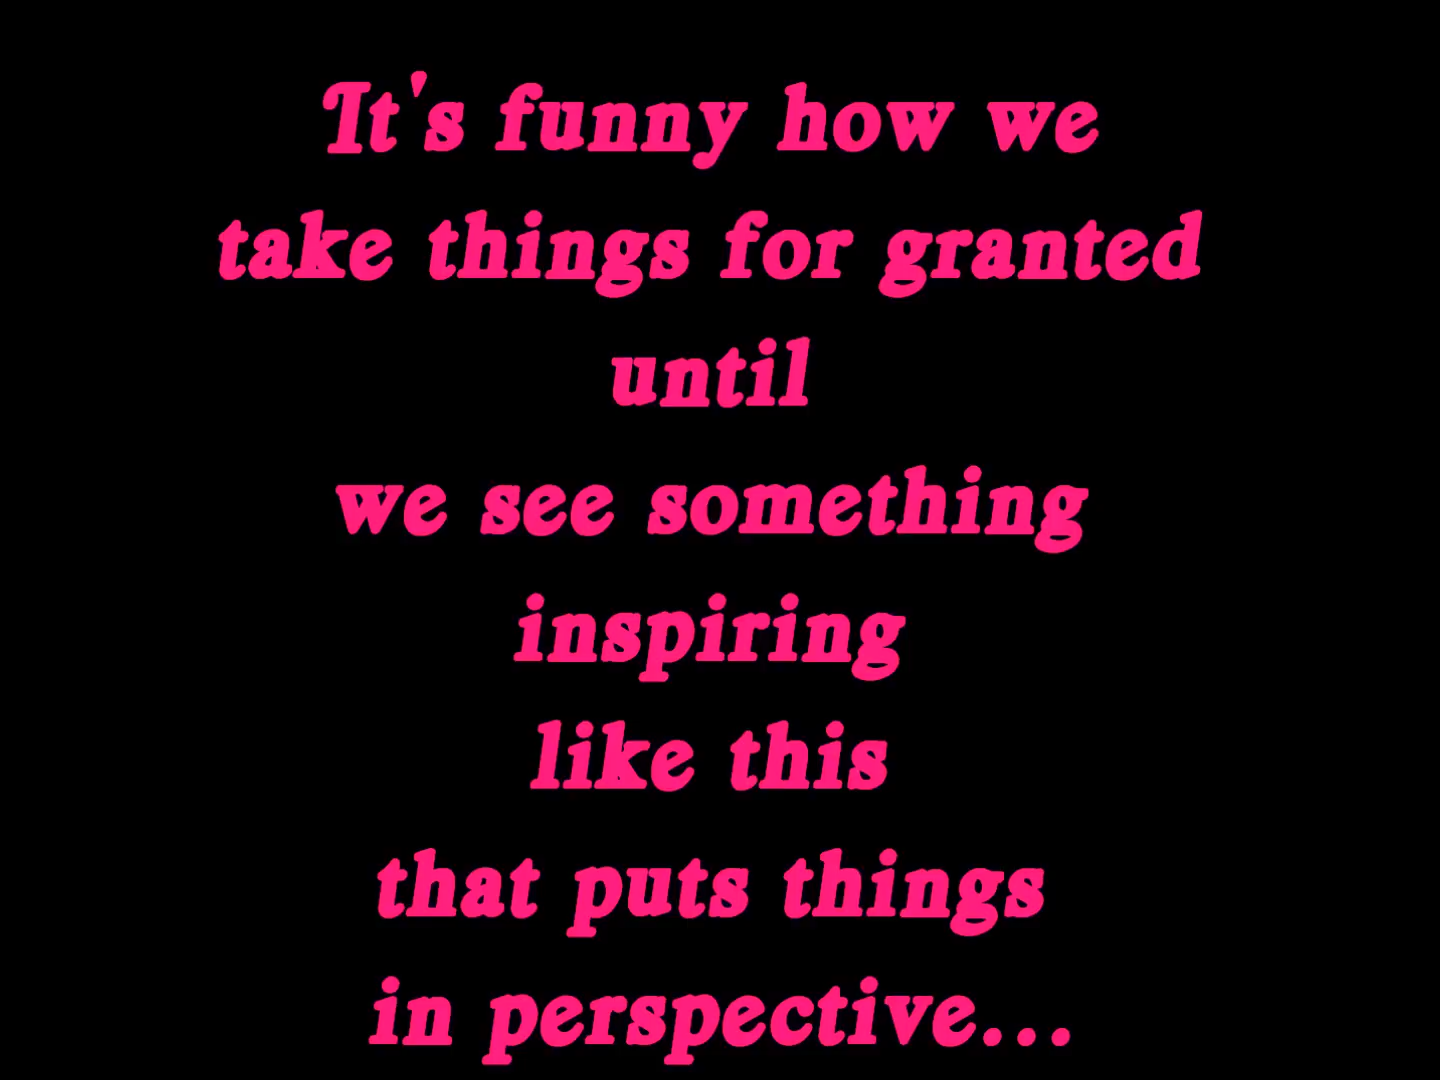 It's funny how we
take things for granted
until
we see something
inspiring
like this
that puts things
in perspective...